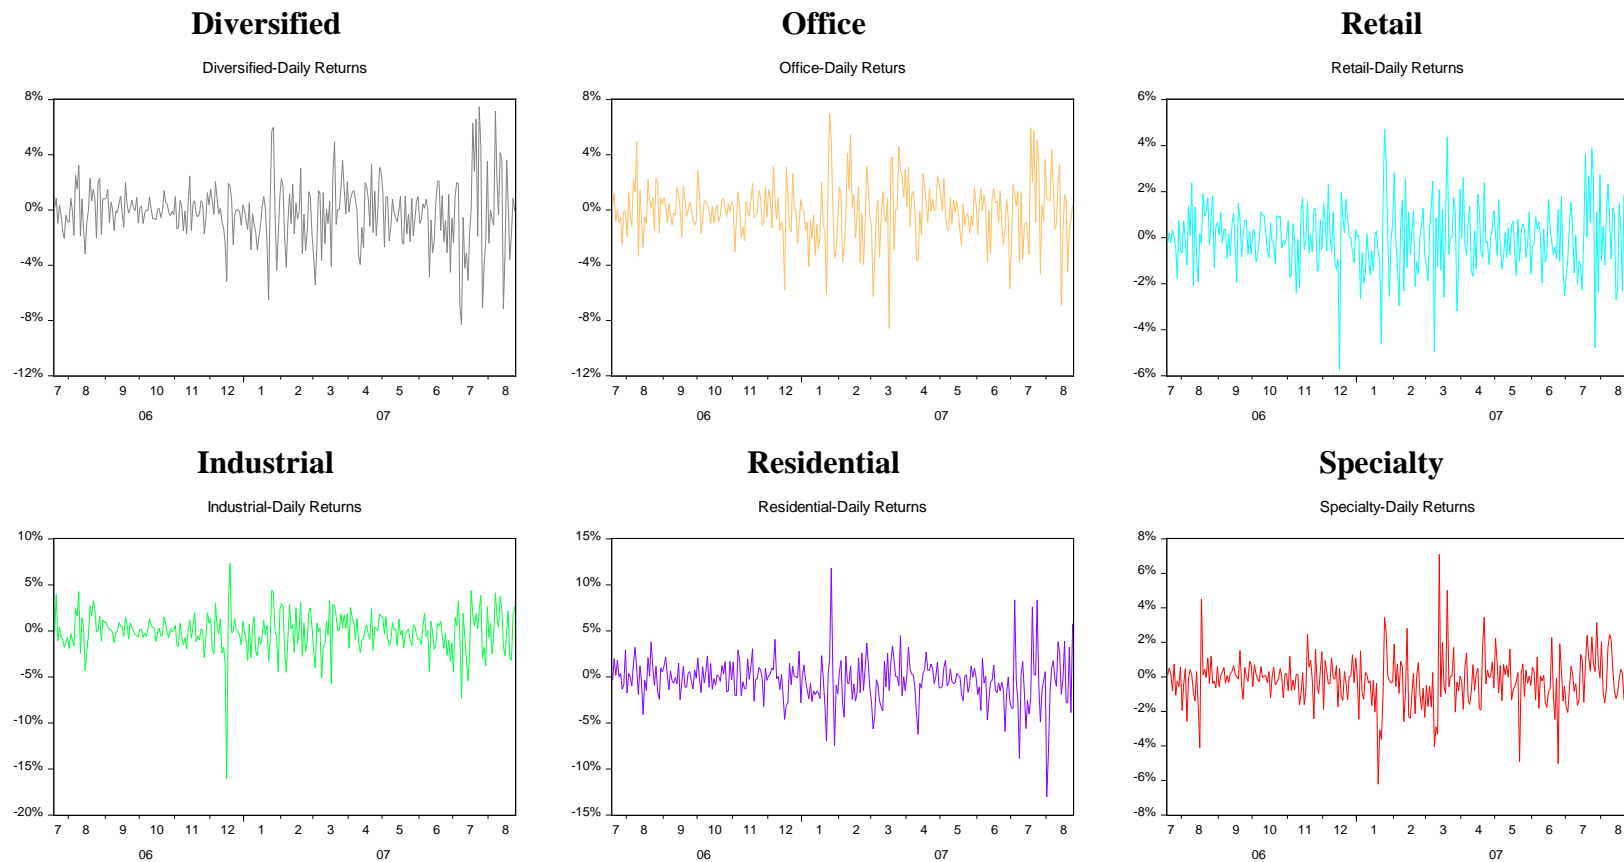 Diversified
Office
Retail
Diversified-Daily Returns
Office-Daily Returs
Retail-Daily Returns
8%
4%
0%
-4%
-8%
-12%
7 8 9 10 11 12 1 2 3 4 5 6 7 8
06 07
8%
4%
0%
-4%
-8%
-12%
7 8 9 10 11 12 1 2 3 4 5 6 7 8
06 07
6%
4%
2%
0%
-2%
-4%
-6%
7 8 9 10 11 12 1 2 3 4 5 6 7 8
06 07
Industrial
Residential
Specialty
Industrial-Daily Returns
Residential-Daily Returns
Specialty-Daily Returns
10%
5%
0%
-5%
-10%
-15%
-20%
7 8 9 10 11 12 1 2 3 4 5 6 7 8
06 07
15%
10%
5%
0%
-5%
-10%
-15%
7 8 9 10 11 12 1 2 3 4 5 6 7 8
06 07
8%
6%
4%
2%
0%
-2%
-4%
-6%
-8%
7 8 9 10 11 12 1 2 3 4 5 6 7 8
06 07